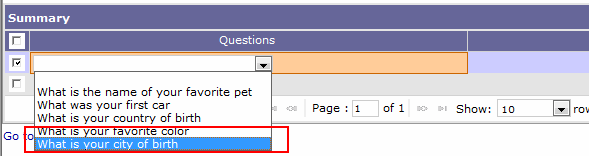 Summary
Questions
What is the name of your favorite pet
What was your first car
What is your country of birth
Page : 1 of 1 Show: 10 row
What is your favorite color
Go to
What is your city of birth